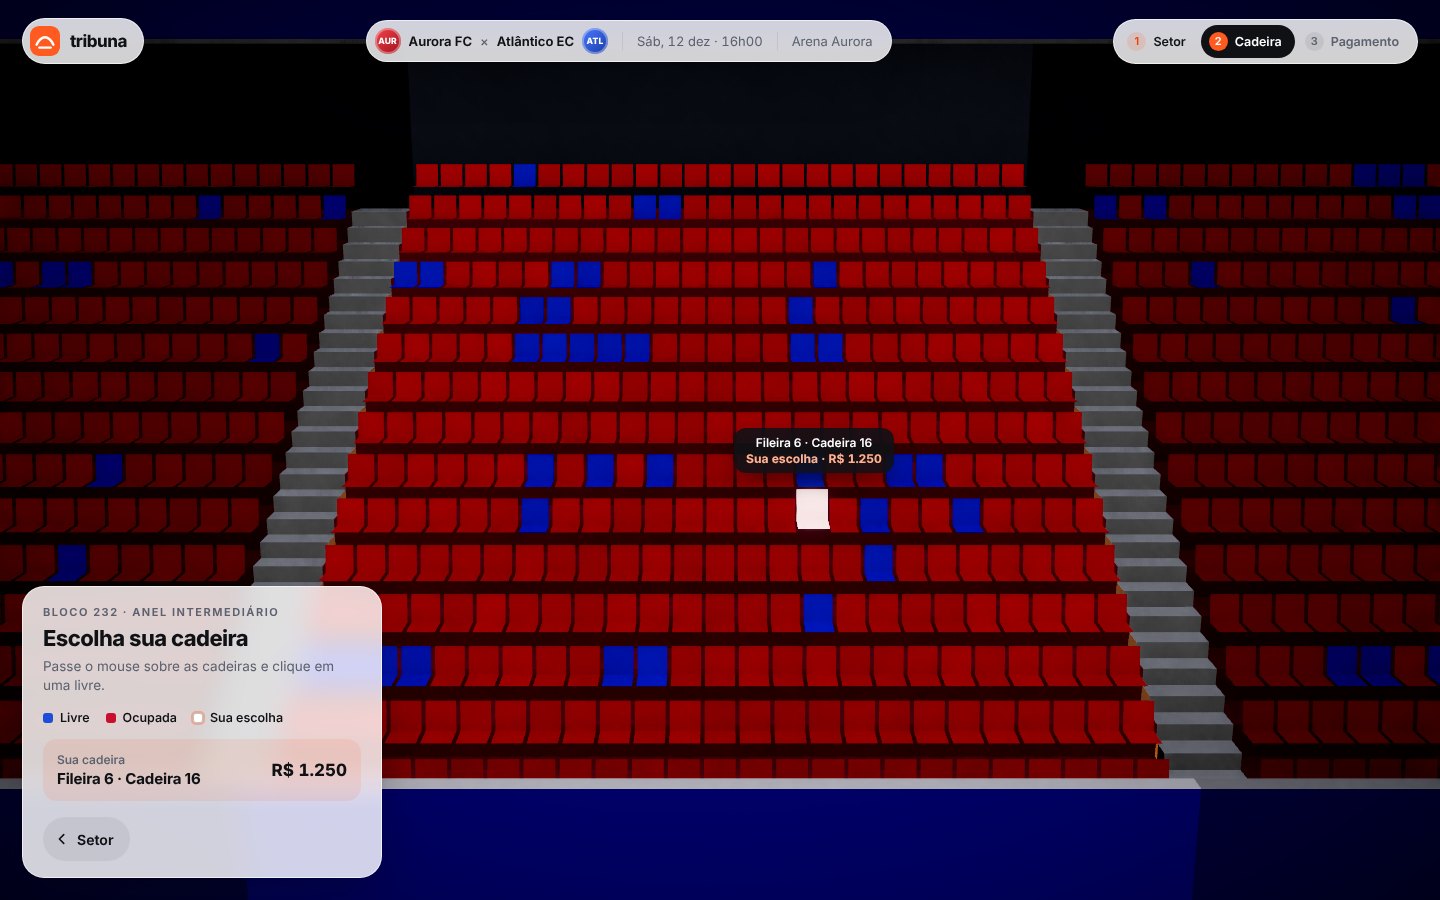 tribuna
AUR Aurora FC × Atlântico EC ATL Sáb, 12 dez · 16h00 Arena Aurora
1 Setor 2 Cadeira 3 Pagamento
Fileira 6 · Cadeira 16
Sua escolha · R$ 1.250
BLOCO 232 · ANEL INTERMEDIÁRIO
Escolha sua cadeira
Passe o mouse sobre as cadeiras e clique em
uma livre.
Livre Ocupada Sua escolha
Sua cadeira
Fileira 6 · Cadeira 16 R$ 1.250
Setor